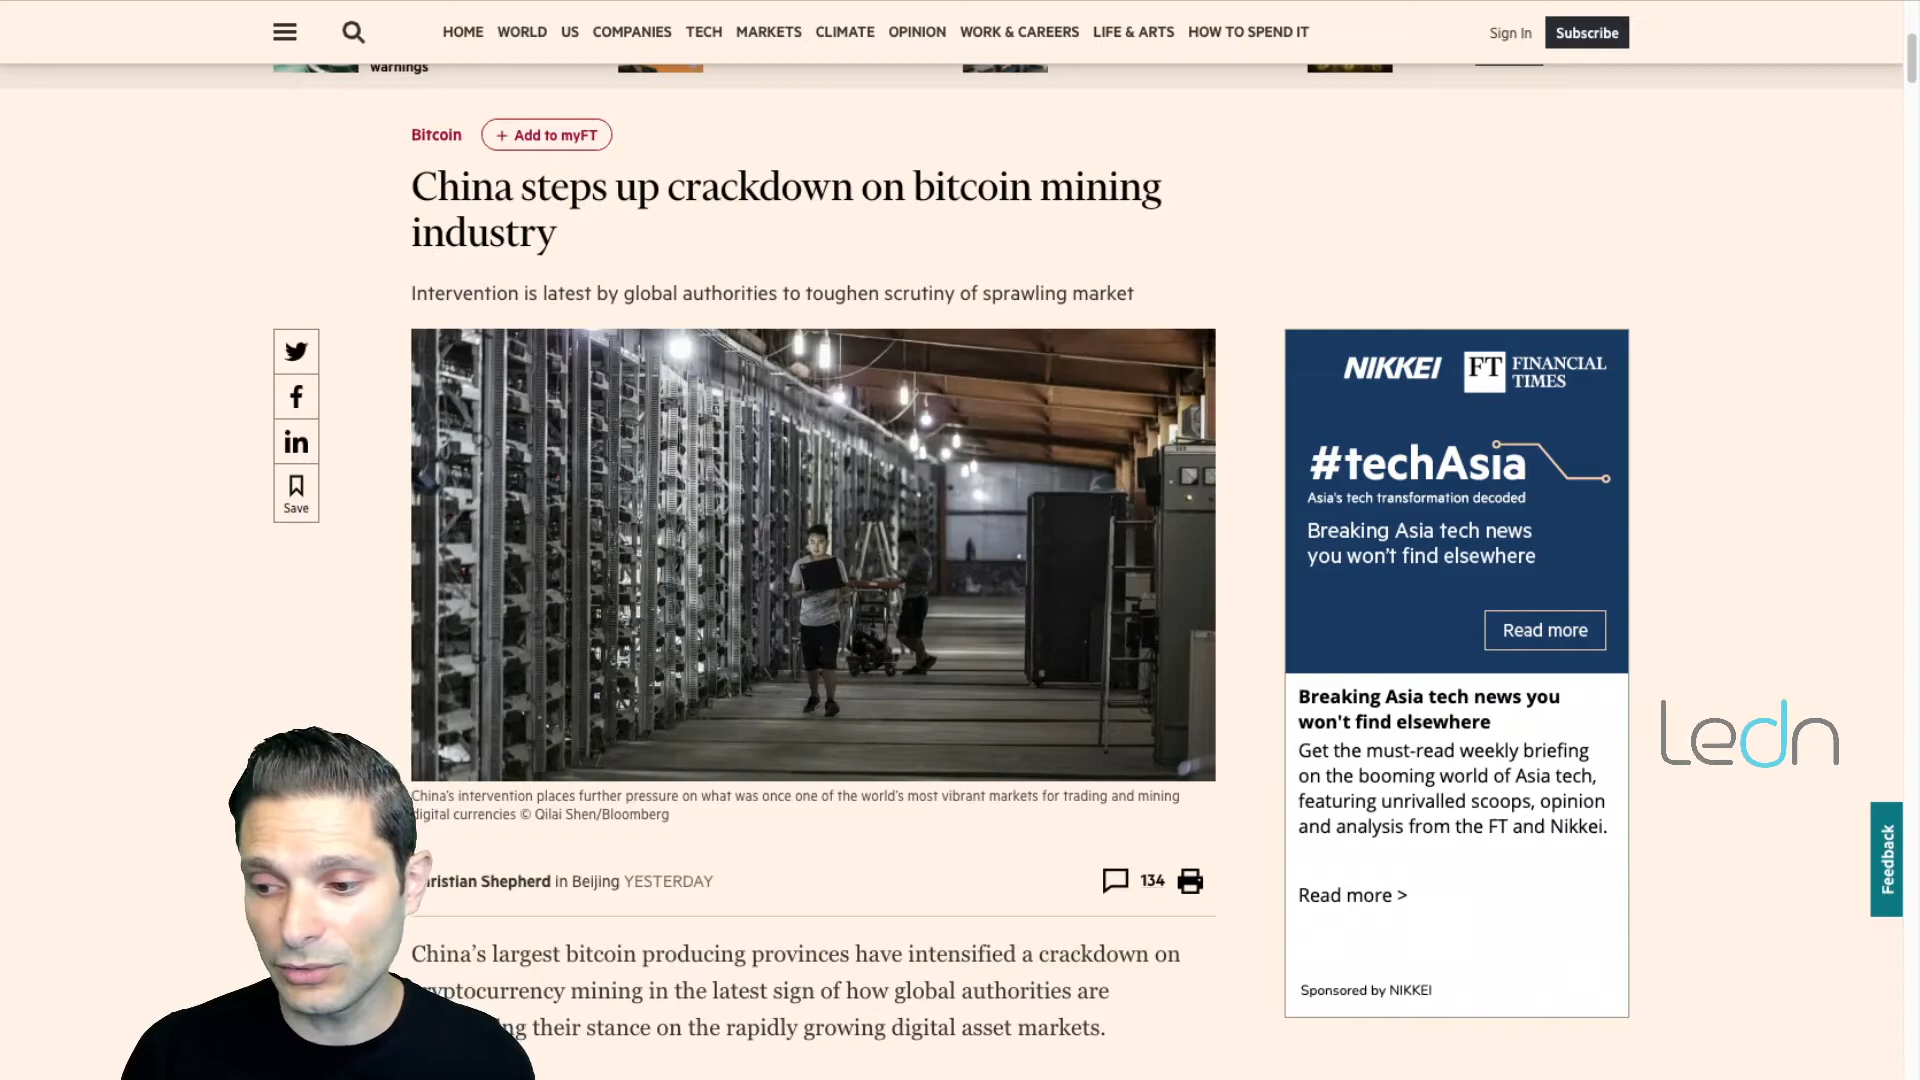 HOME WORLD US COMPANIES TECH MARKETS CLIMATE OPINION WORK & CAREERS LIFE & ARTS HOW TO SPEND IT
Sign In
Subscribe
warnings
Bitcoin
+ Add to myFT
China steps up crackdown on bitcoin mining
industry
Intervention is latest by global authorities to toughen scrutiny of sprawling market
Save
China's intervention places further pressure on what was once one of the world's most vibrant markets for trading and mining
digital currencies © Qilai Shen/Bloomberg
ristian Shepherd in Beijing YESTERDAY
134
China's largest bitcoin producing provinces have intensified a crackdown on
cryptocurrency mining in the latest sign of how global authorities are
their stance on the rapidly growing digital asset markets.
NIKKEI
FT FINANCIAL
TIMES
#techAsia
Asia's tech transformation decoded
Breaking Asia tech news
you won't find elsewhere
Read more
Breaking Asia tech news you
won't find elsewhere
Get the must-read weekly briefing
on the booming world of Asia tech,
featuring unrivalled scoops, opinion
and analysis from the FT and Nikkei.
Read more >
Sponsored by NIKKEI
ledn
Feedback